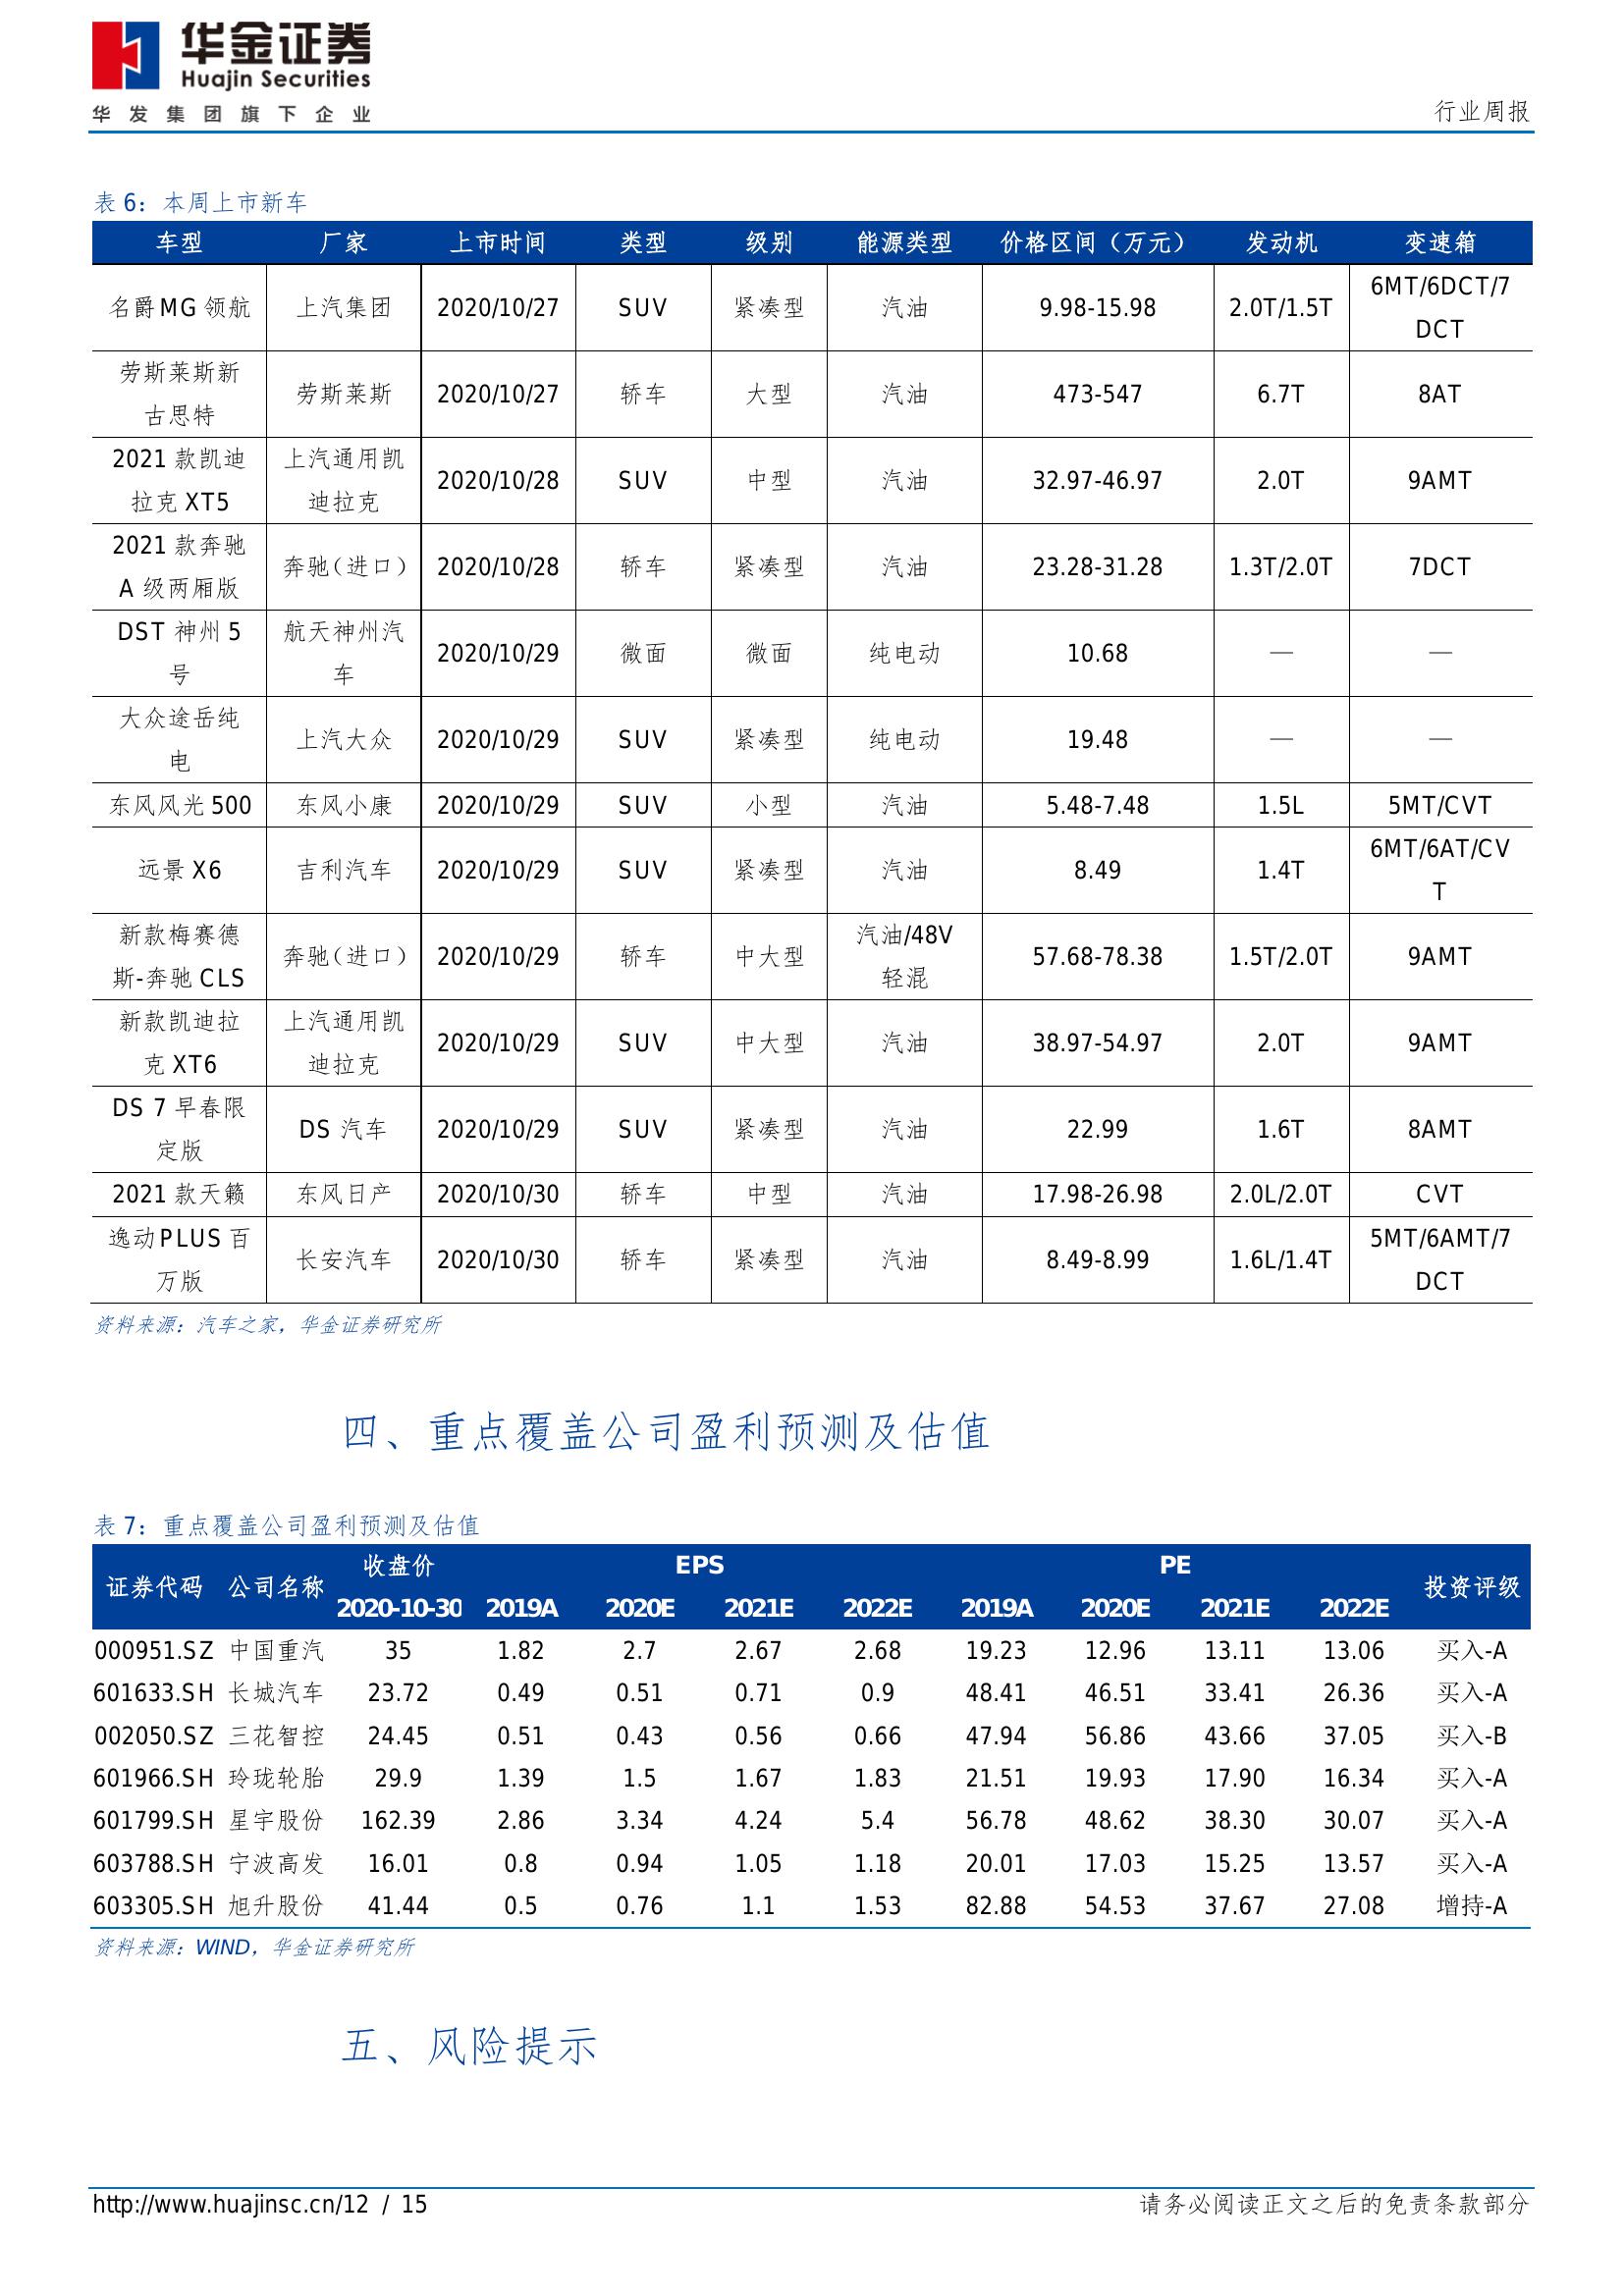 华金证券
Huajin Securities
华发集团旗下企业
行业周报
表 6：本周上市新车
车型 厂家 上市时间 类型 级别 能源类型 价格区间（万元） 发动机 变速箱
名爵 MG 领航 上汽集团 2020/10/27 SUV 紧凑型 汽油 9.98-15.98 2.0T/1.5T 6MT/6DCT/7
DCT
劳斯莱斯新
古思特 劳斯莱斯 2020/10/27 轿车 大型 汽油 473-547 6.7T 8AT
2021 款凯迪
拉克 XT5 上汽通用凯
迪拉克 2020/10/28 SUV 中型 汽油 32.97-46.97 2.0T 9AMT
2021 款奔驰
A 级两厢版 奔驰（进口） 2020/10/28 轿车 紧凑型 汽油 23.28-31.28 1.3T/2.0T 7DCT
DST 神州 5
号 航天神州汽
车 2020/10/29 微面 微面 纯电动 10.68 — —
大众途岳纯
电 上汽大众 2020/10/29 SUV 紧凑型 纯电动 19.48 — —
东风风光 500 东风小康 2020/10/29 SUV 小型 汽油 5.48-7.48 1.5L 5MT/CVT
远景 X6 吉利汽车 2020/10/29 SUV 紧凑型 汽油 8.49 1.4T 6MT/6AT/CV
T
新款梅赛德
斯-奔驰 CLS 奔驰（进口） 2020/10/29 轿车 中大型 汽油/48V
轻混 57.68-78.38 1.5T/2.0T 9AMT
新款凯迪拉
克 XT6 上汽通用凯
迪拉克 2020/10/29 SUV 中大型 汽油 38.97-54.97 2.0T 9AMT
DS 7 早春限
定版 DS 汽车 2020/10/29 SUV 紧凑型 汽油 22.99 1.6T 8AMT
2021 款天籁 东风日产 2020/10/30 轿车 中型 汽油 17.98-26.98 2.0L/2.0T CVT
逸动 PLUS 百
万版 长安汽车 2020/10/30 轿车 紧凑型 汽油 8.49-8.99 1.6L/1.4T 5MT/6AMT/7
DCT
资料来源：汽车之家，华金证券研究所
四、重点覆盖公司盈利预测及估值
表 7：重点覆盖公司盈利预测及估值
证券代码 公司名称 收盘价 EPS PE 投资评级
2020-10-30 2019A 2020E 2021E 2022E 2019A 2020E 2021E 2022E
000951.SZ 中国重汽 35 1.82 2.7 2.67 2.68 19.23 12.96 13.11 13.06 买入-A
601633.SH 长城汽车 23.72 0.49 0.51 0.71 0.9 48.41 46.51 33.41 26.36 买入-A
002050.SZ 三花智控 24.45 0.51 0.43 0.56 0.66 47.94 56.86 43.66 37.05 买入-B
601966.SH 玲珑轮胎 29.9 1.39 1.5 1.67 1.83 21.51 19.93 17.90 16.34 买入-A
601799.SH 星宇股份 162.39 2.86 3.34 4.24 5.4 56.78 48.62 38.30 30.07 买入-A
603788.SH 宁波高发 16.01 0.8 0.94 1.05 1.18 20.01 17.03 15.25 13.57 买入-A
603305.SH 旭升股份 41.44 0.5 0.76 1.1 1.53 82.88 54.53 37.67 27.08 增持-A
资料来源：WIND，华金证券研究所
五、风险提示
http://www.huajinsc.cn/12 / 15
请务必阅读正文之后的免责条款部分